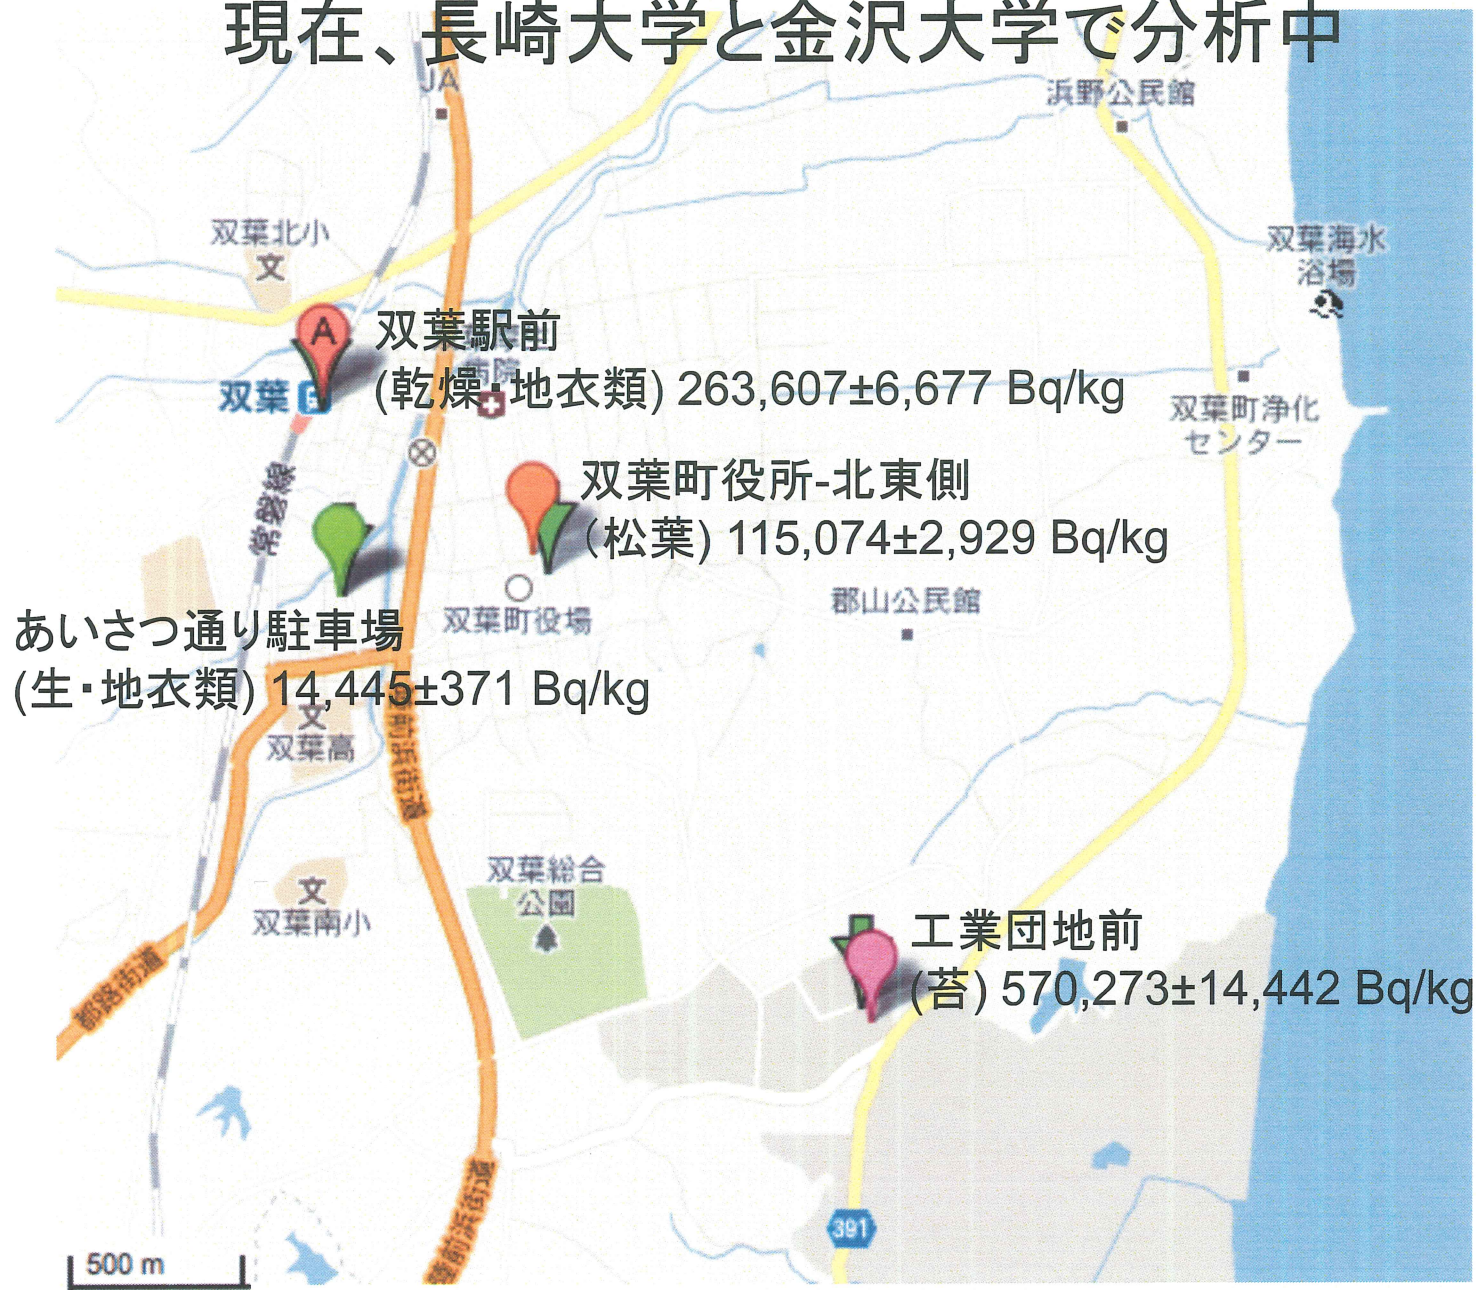 現在、長崎大学と金沢大学で分析中
JA
浜野公民館
双葉北小
文
双葉海水
浴場
A
双葉駅前
病院
(乾燥・地衣類) 263,607±6,677 Bq/kg
双葉
双葉町浄化
センター
常磐線
双葉町役所-北東側
（松葉) 115,074±2,929 Bq/kg
郡山公民館
双葉町役場
あいさつ通り駐車場
(生・地衣類) 14,445±371 Bq/kg
文
双葉高
陸前浜街道
双葉総合
公園
文
双葉南小
工業団地前
(苔) 570,273±14,442 Bq/kg
都路街道
陸前浜街道
391
500 m